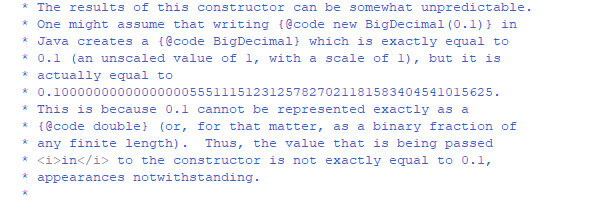 * The results of this constructor can be somewhat unpredictable.
* One might assume that writing {@code new BigDecimal(0.1)} in
* Java creates a {@code BigDecimal} which is exactly equal to
* 0.1 (an unscaled value of 1, with a scale of 1), but it is
* actually equal to
* 0.1000000000000000055511151231257827021181583404541015625.
* This is because 0.1 cannot be represented exactly as a
* {@code double} (or, for that matter, as a binary fraction of
* any finite length).  Thus, the value that is being passed
* <i>in</i> to the constructor is not exactly equal to 0.1,
* appearances notwithstanding.
*